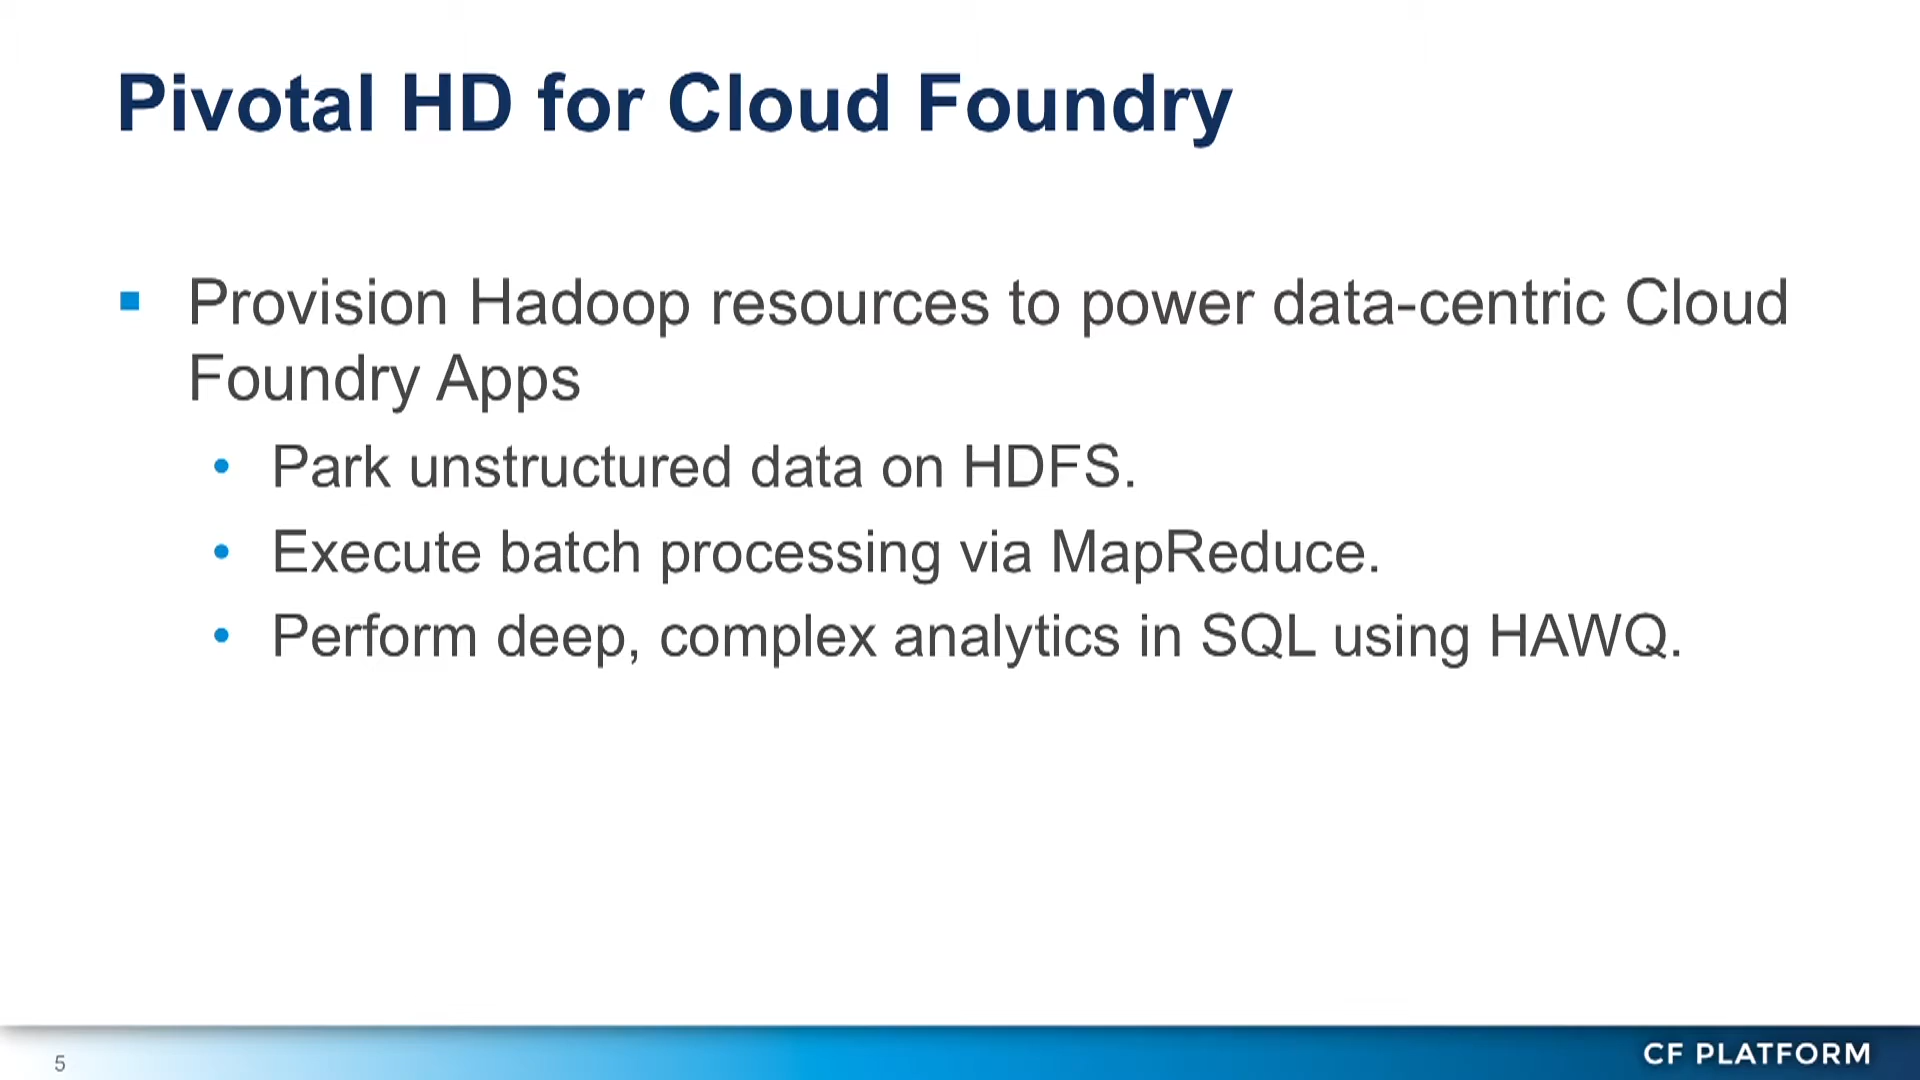 Pivotal HD for Cloud Foundry
Provision Hadoop resources to power data-centric Cloud
Foundry Apps
Park unstructured data on HDFS.
Execute batch processing via MapReduce.
Perform deep, complex analytics in SQL using HAWQ.
5
CF PLATFORM